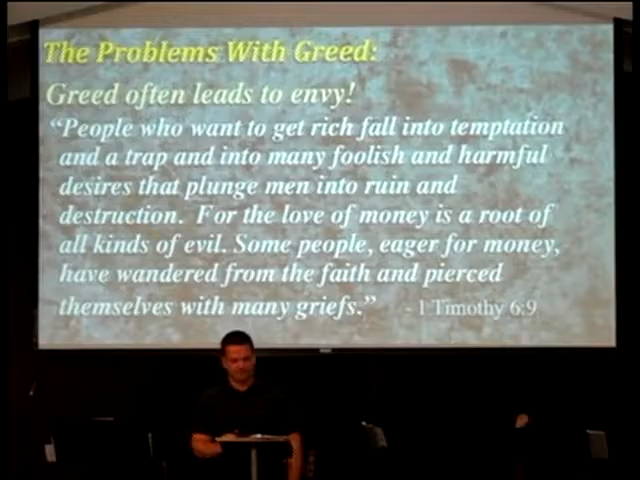 The Problems With Greed:
Greed often leads to envy!
“People who want to get rich fall into temptation
and a trap and into many foolish and harmful
desires that plunge men into ruin and
destruction. For the love of money is a root of
all kinds of evil. Some people, eager for money,
have wandered from the faith and pierced
themselves with many griefs.” - 1 Timothy 6:9